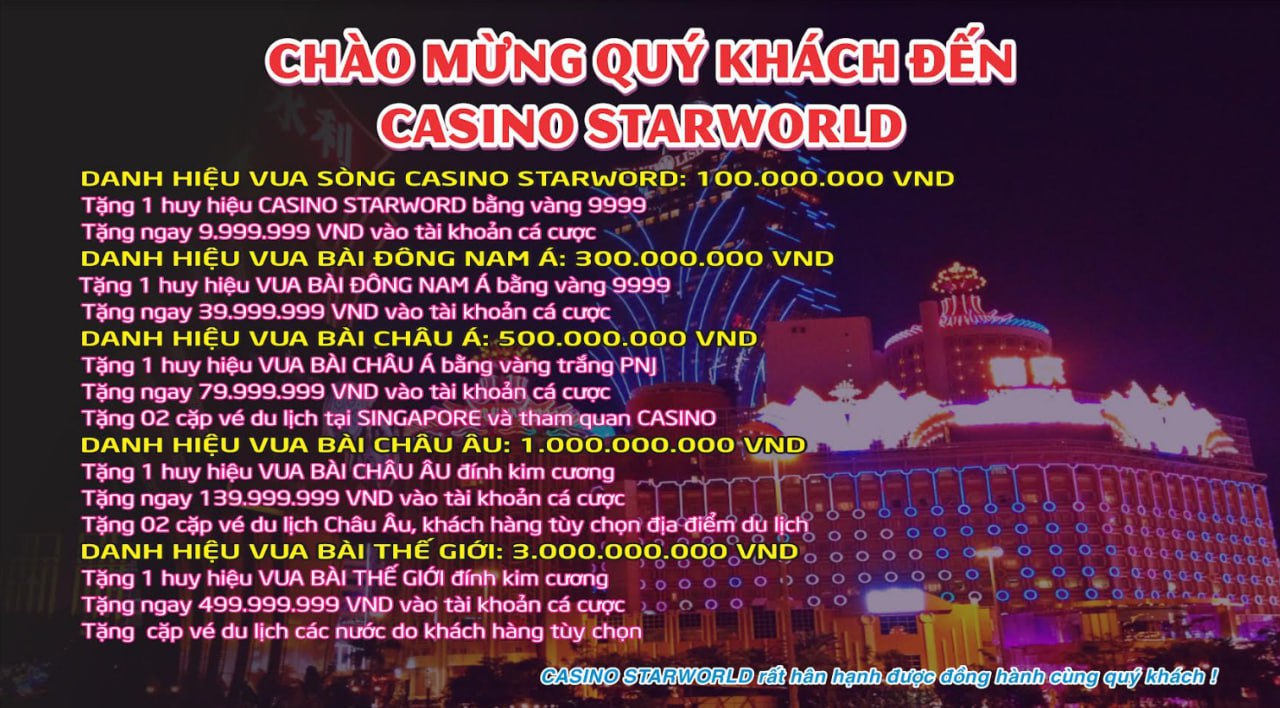 CHÀO MỪNG QUÝ KHÁCH ĐẾN
CASINO STARWORLD
DANH HIỆU VUA SÒNG CASINO STARWORD: 100.000.000 VND
Tặng 1 huy hiệu CASINO STARWORD bằng vàng 9999
Tặng ngay 9.999.999 VND vào tài khoản cá cược
DANH HIỆU VUA BÀI ĐÔNG NAM Á: 300.000.000 VND
Tặng 1 huy hiệu VUA BÀI ĐÔNG NAM Á bằng vàng 9999
Tặng ngay 39.999.999 VND vào tài khoản cá cược
DANH HIỆU VUA BÀI CHÂU Á: 500.000.000 VND
Tặng 1 huy hiệu VUA BÀI CHÂU Á bằng vàng trắng PNJ
Tặng ngay 79.999.999 VND vào tài khoản cá cược
Tặng 02 cặp vé du lịch tại SINGAPORE và tham quan CASINO
DANH HIỆU VUA BÀI CHÂU ÂU: 1.000.000.000 VND
Tặng 1 huy hiệu VUA BÀI CHÂU ÂU đính kim cương
Tặng ngay 139.999.999 VND vào tài khoản cá cược
Tặng 02 cặp vé du lịch Châu Âu, khách hàng tùy chọn địa điểm du lịch
DANH HIỆU VUA BÀI THẾ GIỚI: 3.000.000.000 VND
Tặng 1 huy hiệu VUA BÀI THẾ GIỚI đính kim cương
Tặng ngay 499.999.999 VND vào tài khoản cá cược
Tặng  cặp vé du lịch các nước do khách hàng tùy chọn
CASINO STARWORLD rất hân hạnh được đồng hành cùng quý khách !
永利